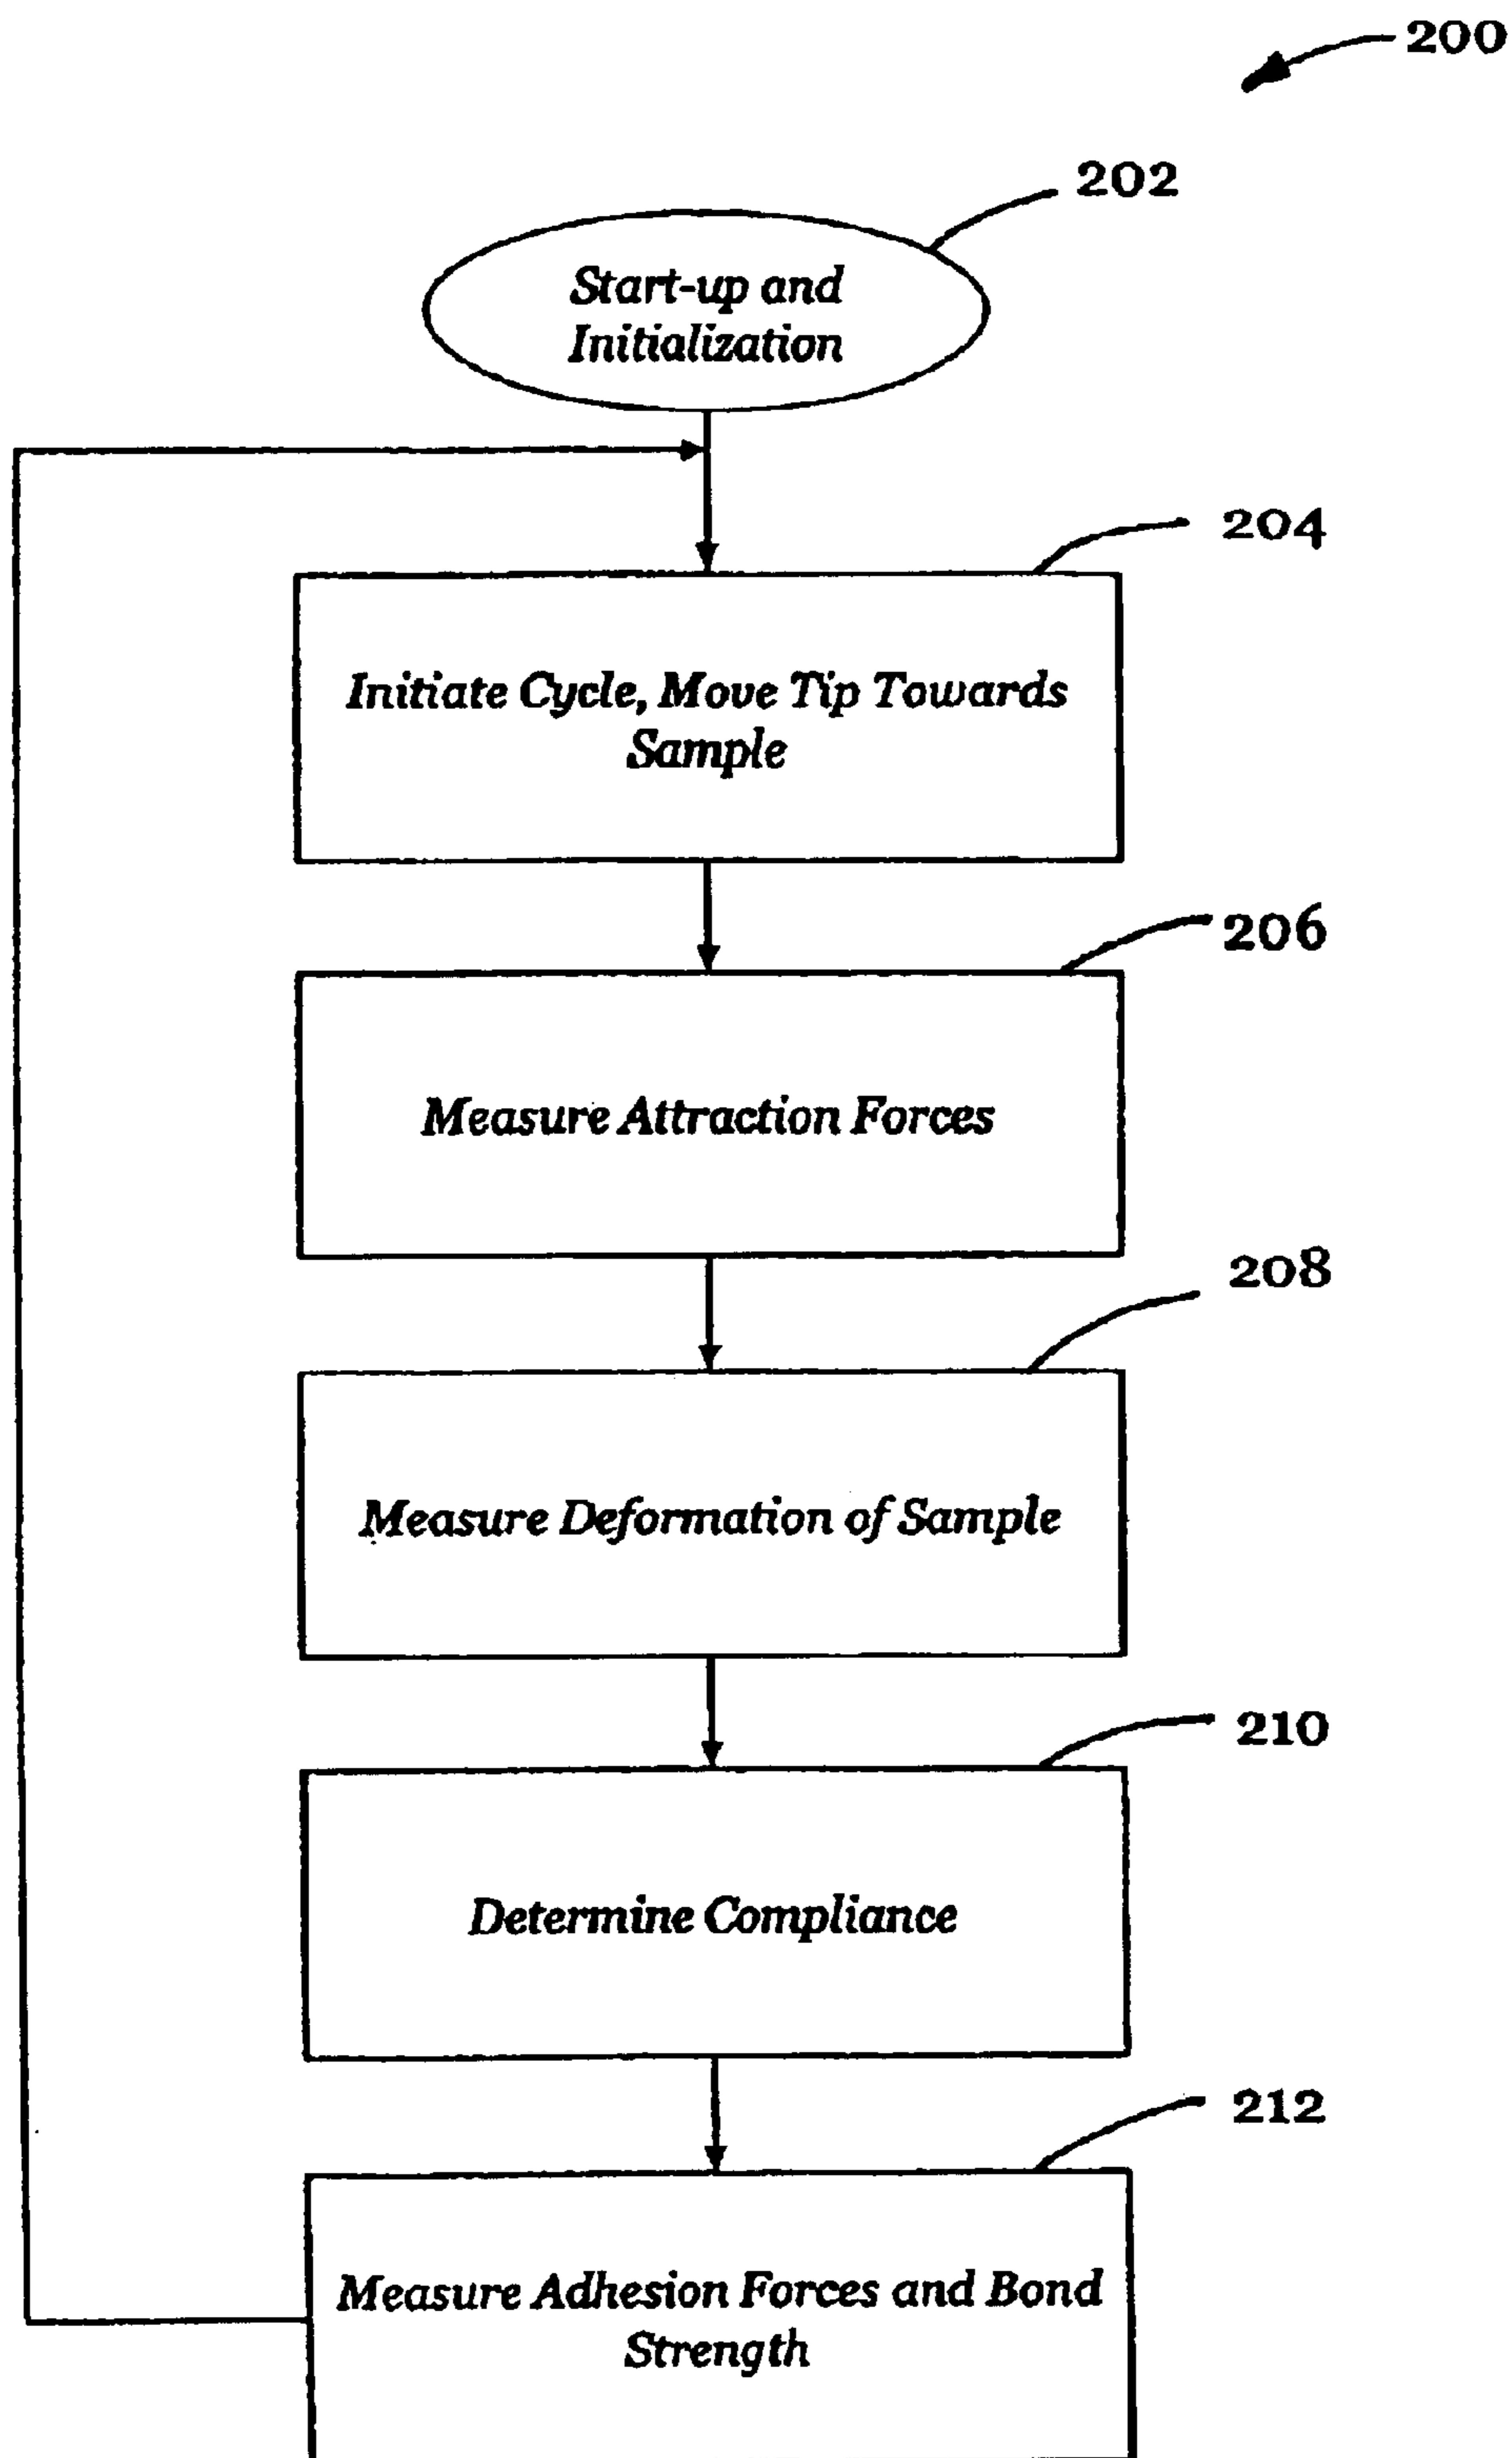 200
202
Start-up and
Initialization
204
Initiate Cycle, Move Tip Towards
Sample
206
Measure Attraction Forces
208
Measure Deformation of Sample
210
Determine Compliance
212
Measure Adhesion Forces and Bond
Strength